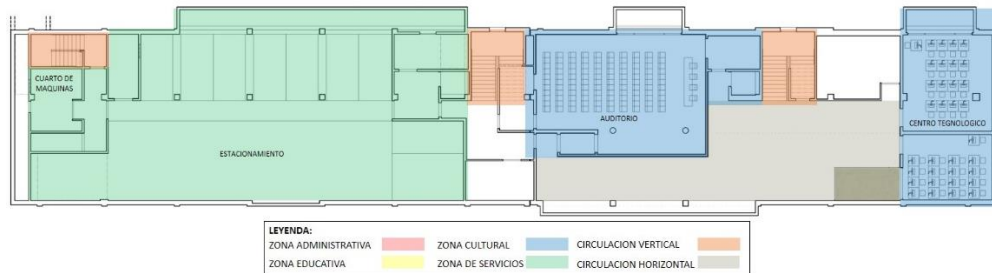 CUARTO DE
MAQUINAS
ESTACIONAMIENTO
AUDITORIO
CENTRO TEGNOLOGICO
LEYENDA:
ZONA ADMINISTRATIVA ZONA CULTURAL CIRCULACION VERTICAL
ZONA EDUCATIVA ZONA DE SERVICIOS CIRCULACION HORIZONTAL